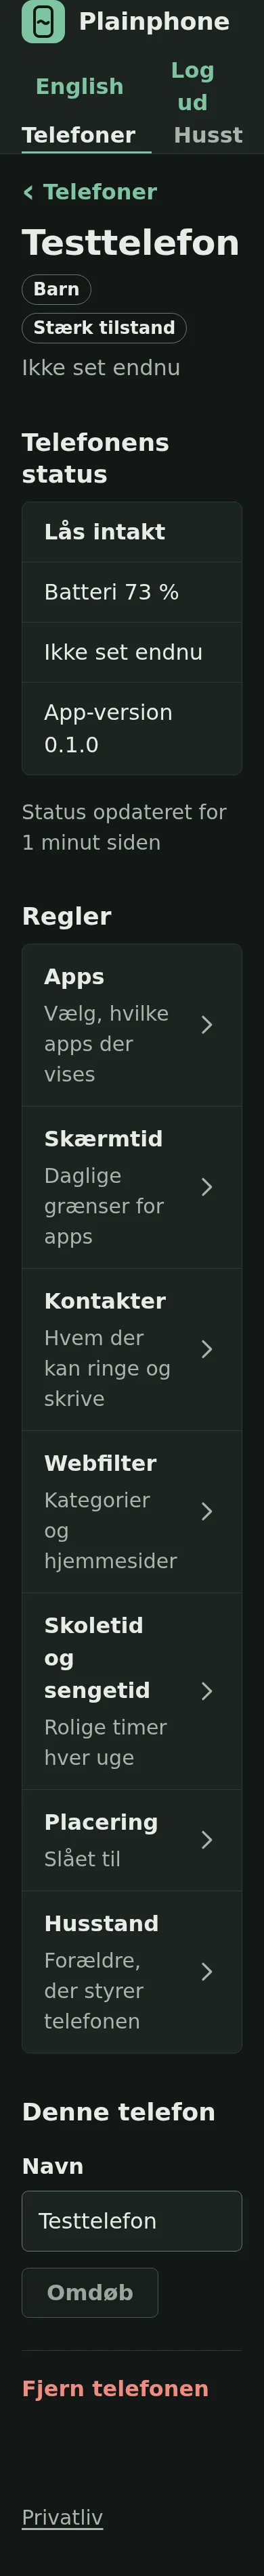 Plainphone
English
Log
ud
Telefoner
Husst
Telefoner
Testtelefon
Barn
Stærk tilstand
Ikke set endnu
Telefonens
status
Lås intakt
Batteri 73 %
Ikke set endnu
App-version
0.1.0
Status opdateret for
1 minut siden
Regler
Apps
Vælg, hvilke
apps der
vises
Skærmtid
Daglige
grænser for
apps
Kontakter
Hvem der
kan ringe og
skrive
Webfilter
Kategorier
og
hjemmesider
Skoletid
og
sengetid
Rolige timer
hver uge
Placering
Slået til
Husstand
Forældre,
der styrer
telefonen
Denne telefon
Navn
Testtelefon
Omdøb
Fjern telefonen
Privatliv